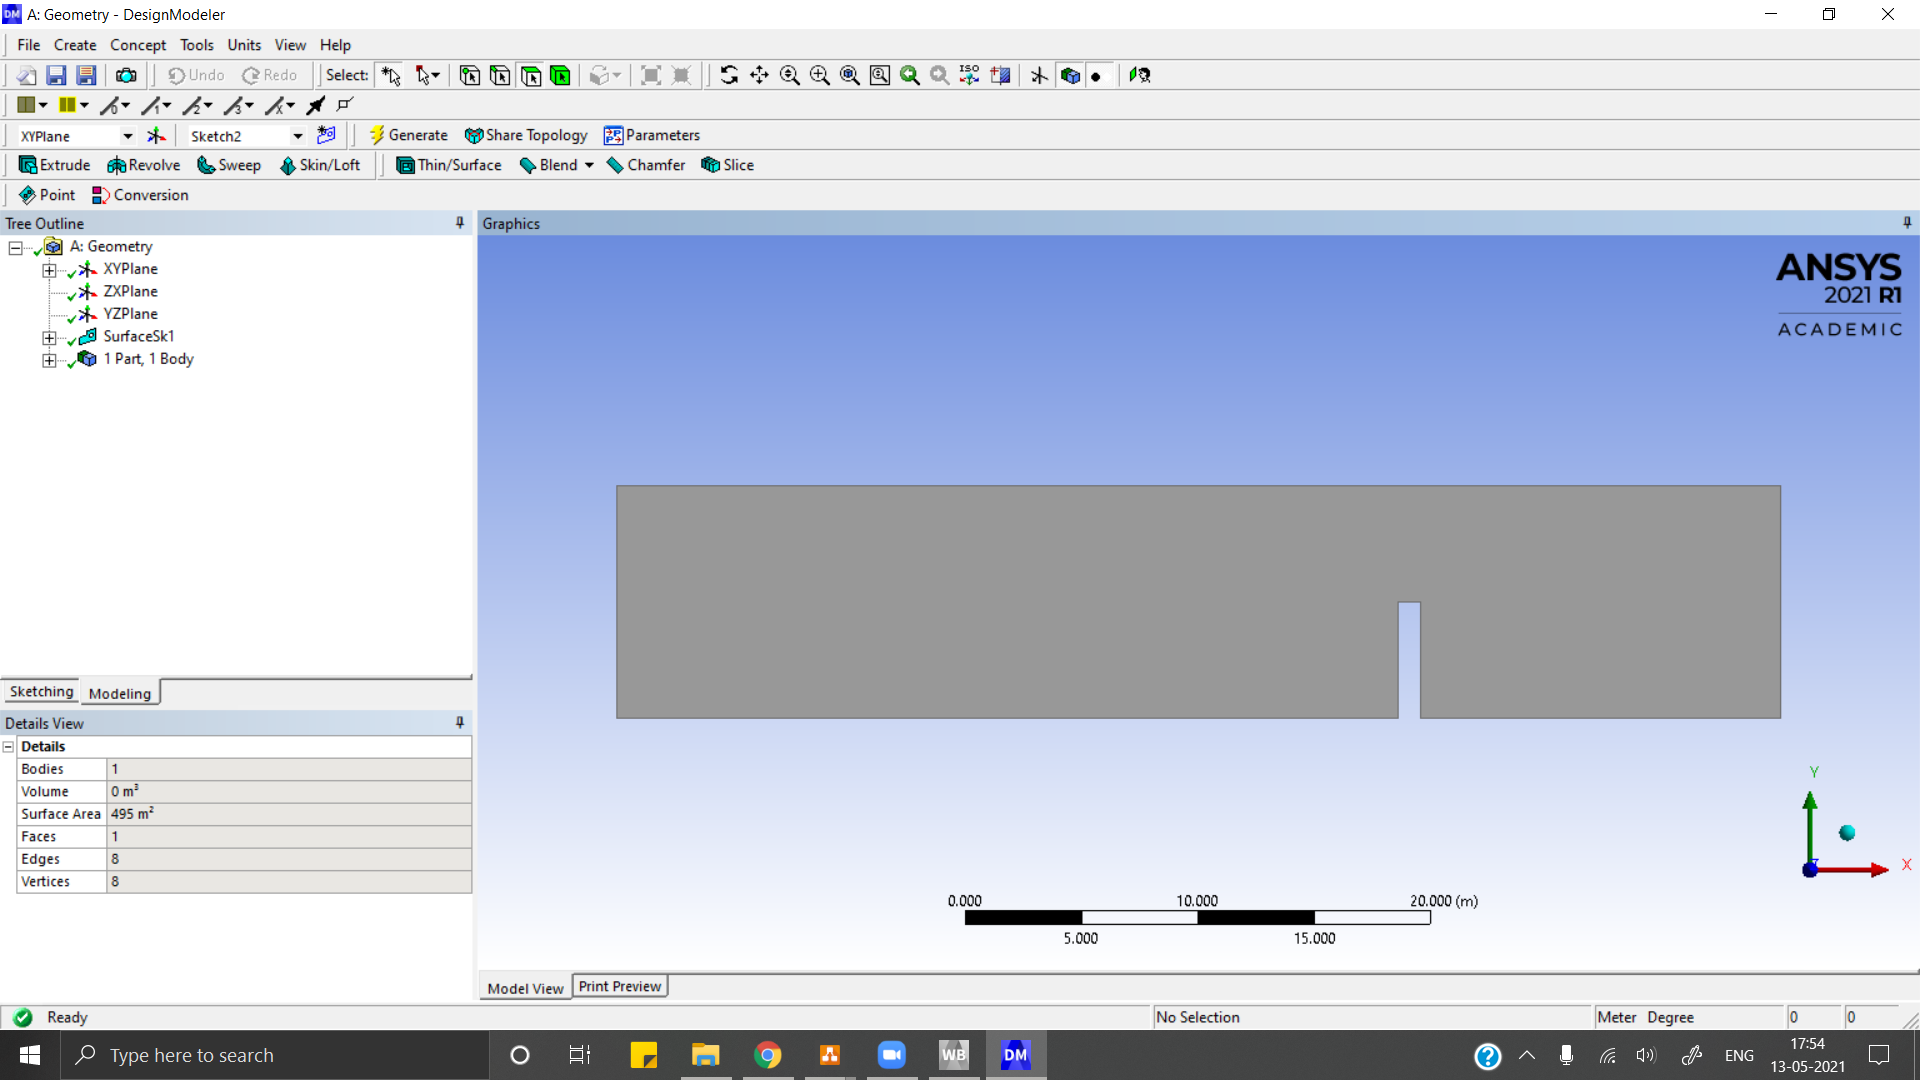 A: Geometry - DesignModeler
File Create Concept Tools Units View Help
Undo Redo Select: ISO
XYPlane Sketch2 Generate Share Topology Parameters
Extrude Revolve Sweep Skin/Loft Thin/Surface Blend Chamfer Slice
Point Conversion
Tree Outline
Graphics
A: Geometry
XYPlane
ZXPlane
YZPlane
SurfaceSk1
1 Part, 1 Body
ANSYS
2021 R1
ACADEMIC
Sketching Modeling
Details View
Details
Bodies 1
Volume 0 m³
Surface Area 495 m²
Faces 1
Edges 8
Vertices 8
Y
X
0.000 10.000 20.000 (m)
5.000 15.000
Model View Print Preview
Ready No Selection Meter Degree 0 0
Type here to search
WB DM
ENG
17:54
13-05-2021